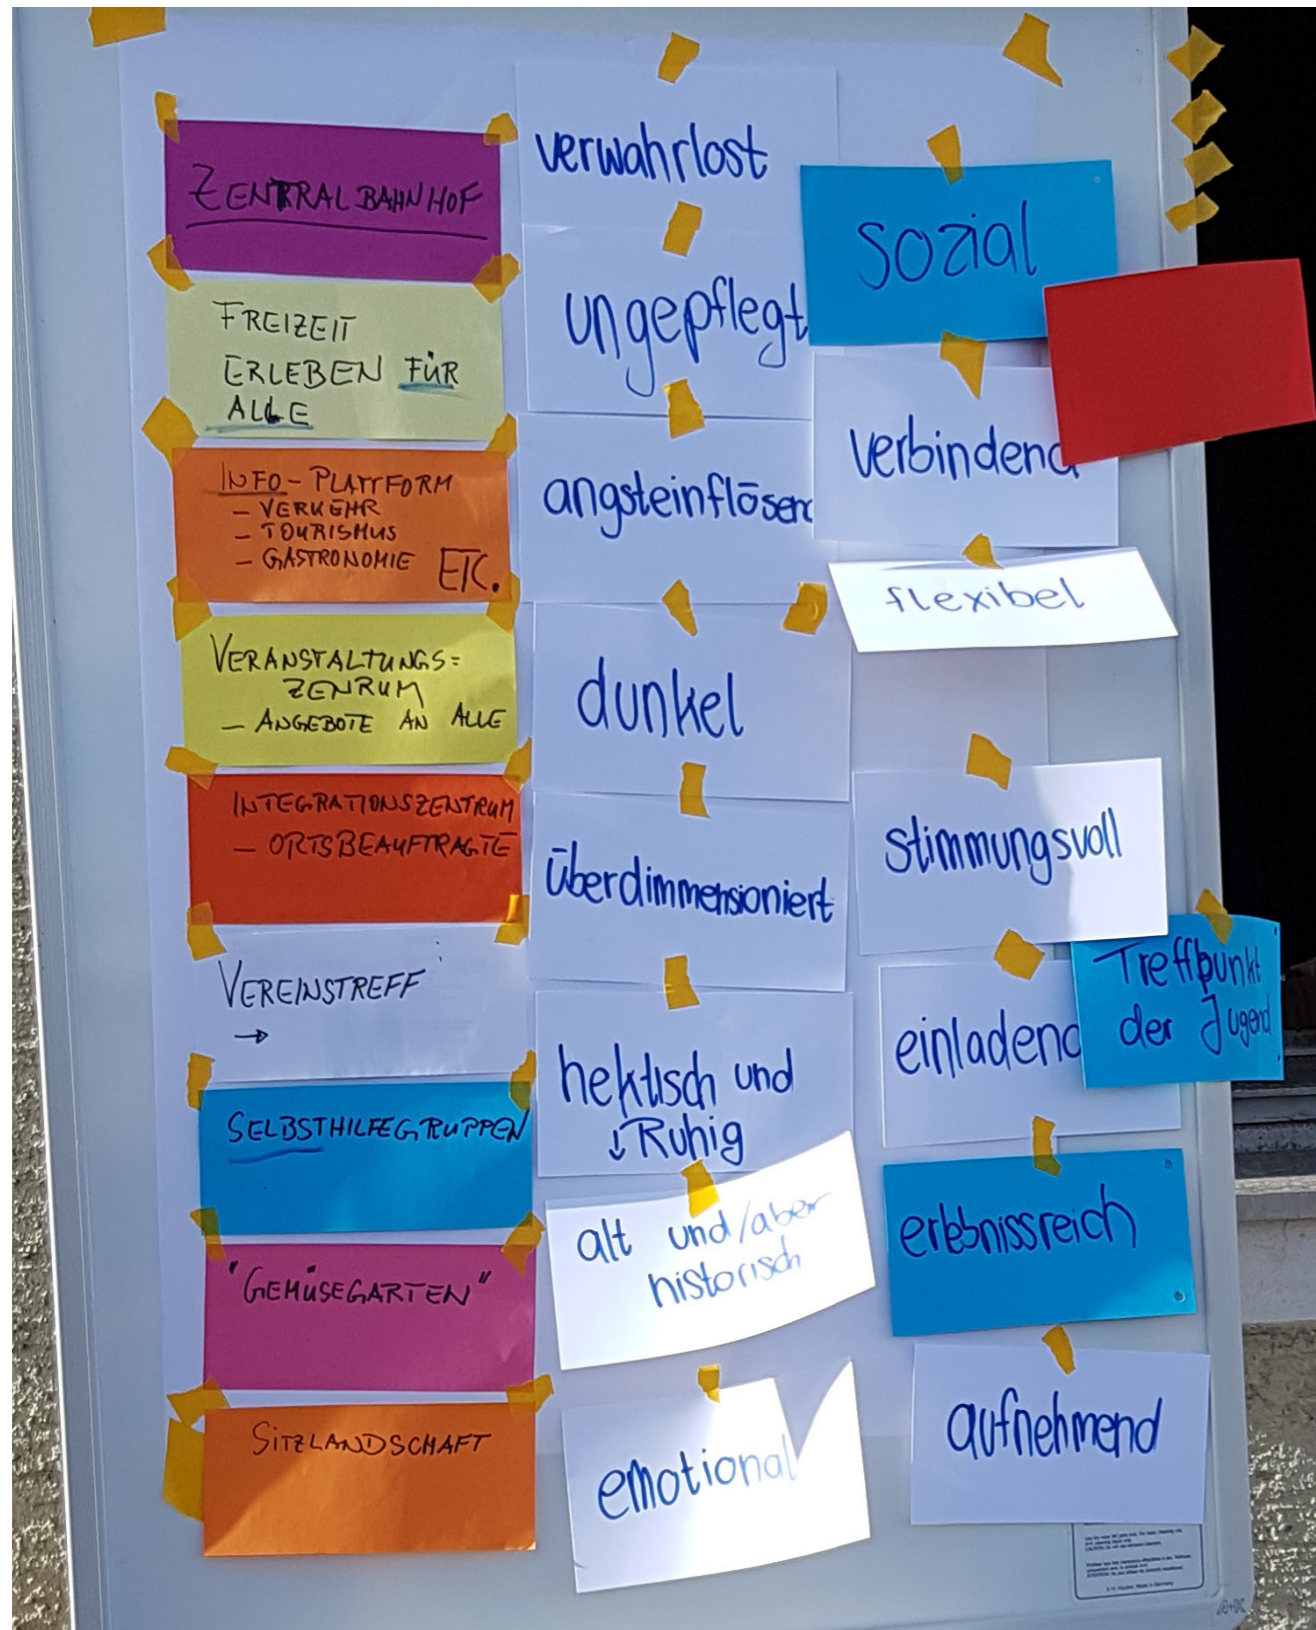 ZENTRALBAHNHOF
FREIZEIT
ERLEBEN FÜR
ALLE
INFO-PLATTFORM
- VERKEHR
- TOURISMUS
- GASTRONOMIE ETC.
VERANSTALTUNGS=
ZENRUM
- ANGEBOTE AN ALLE
INTEGRATIONSZENTRUM
- ORTSBEAUFTRAGTE
VEREINSTREFF
→
SELBSTHILFEGRUPPEN
"GEMÜSEGARTEN"
SITZLANDSCHAFT
verwahrlost
ungepflegt
angsteinflösend
dunkel
überdimmensioniert
hektisch und
↓ Ruhig
alt und/aber
historisch
emotional
sozial
verbindend
flexibel
stimmungsvoll
einladend
Treffpunkt
der Jugend
erlebnissreich
aufnehmend